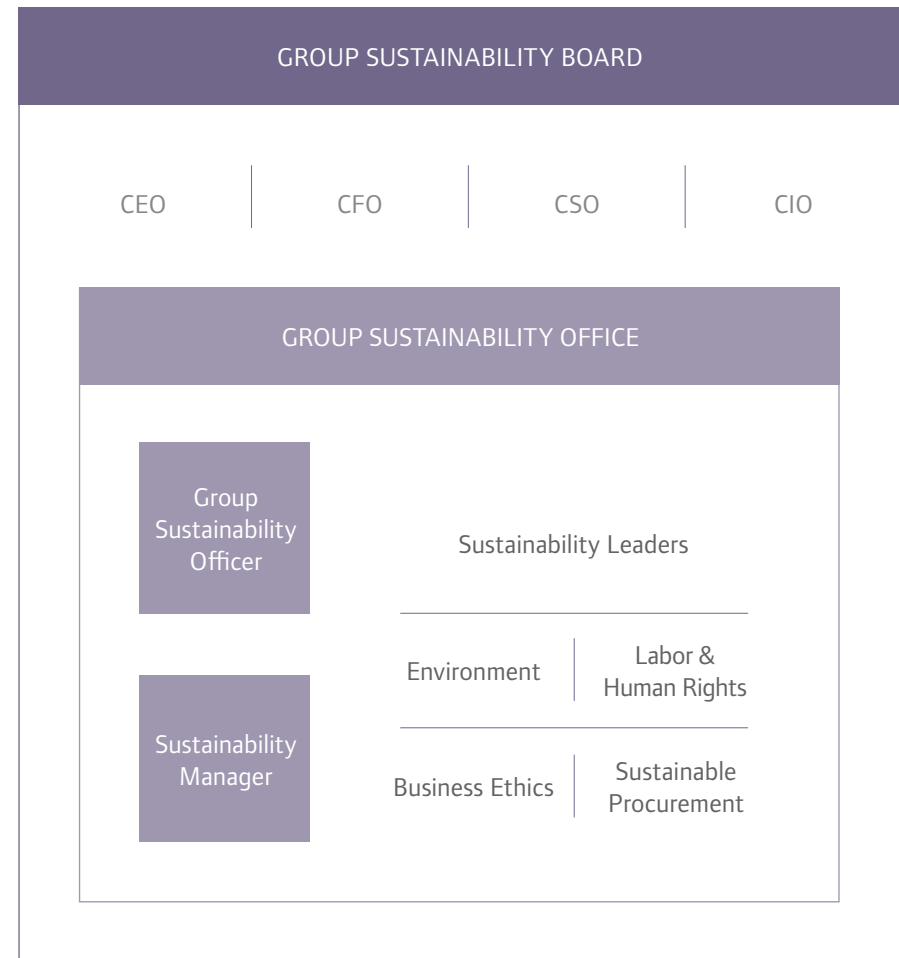 GROUP SUSTAINABILITY BOARD
CEO
CFO
CSO
CIO
GROUP SUSTAINABILITY OFFICE
Group
Sustainability
Officer
Sustainability Leaders
Environment
Labor &
Human Rights
Sustainability
Manager
Business Ethics
Sustainable
Procurement